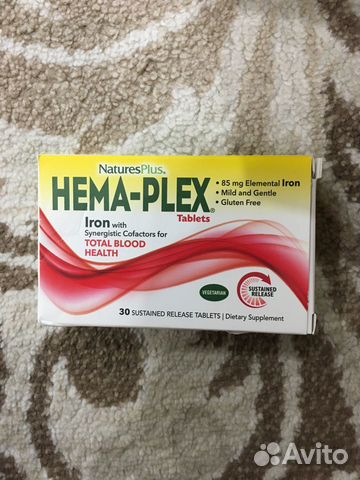 NaturesPlus®
HEMA-PLEX®
Tablets
Iron with
Synergistic Cofactors for
TOTAL BLOOD
HEALTH
• 85 mg Elemental Iron
• Mild and Gentle
• Gluten Free
VEGETARIAN
SUSTAINED
RELEASE
30 SUSTAINED RELEASE TABLETS | Dietary Supplement
Avito